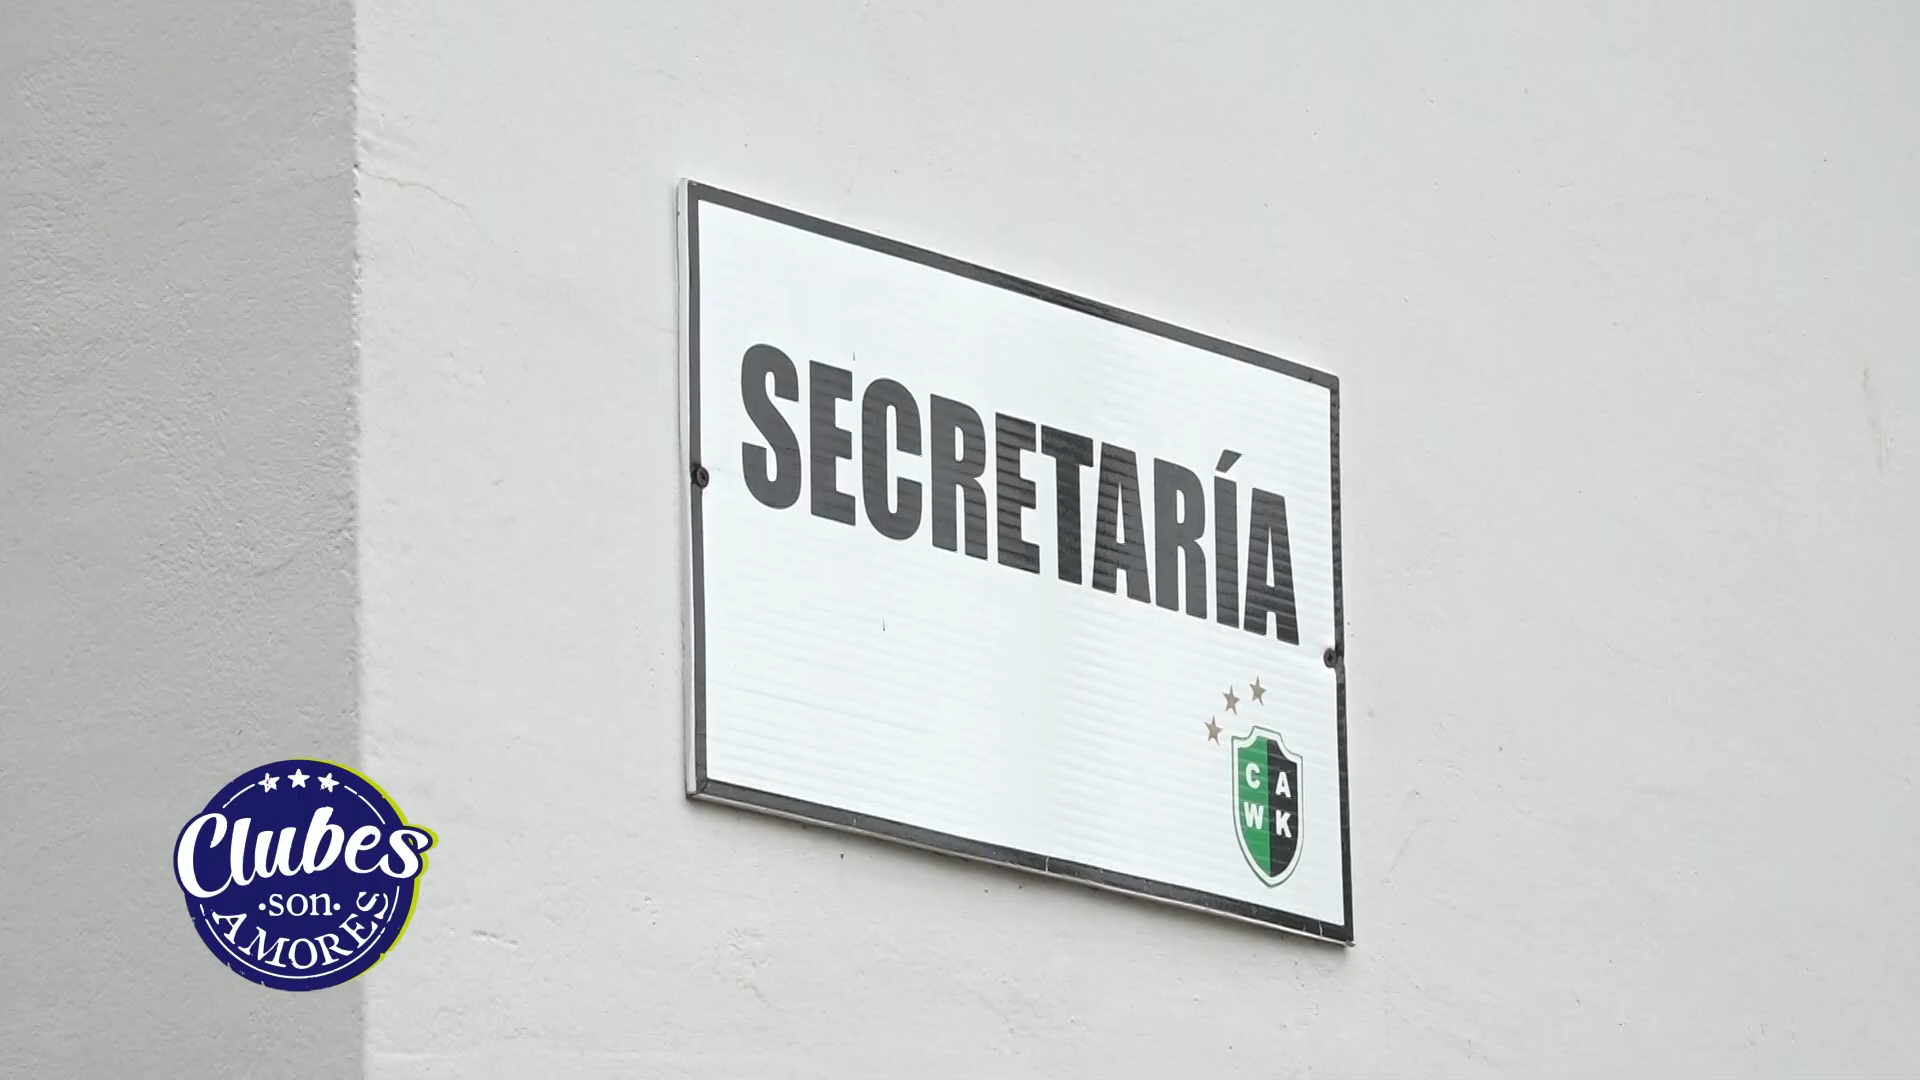 SECRETARÍA
C A
W K
Clubes
·son·
AMORES